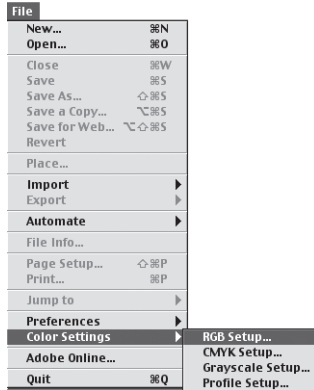 File
New... ⌘N
Open... ⌘O
Close ⌘W
Save ⌘S
Save As... ⇧⌘S
Save a Copy... ⌥⌘S
Save for Web... ⌥⇧⌘S
Revert
Place...
Import
Export
Automate
File Info...
Page Setup... ⇧⌘P
Print... ⌘P
Jump to
Preferences
Color Settings
RGB Setup...
CMYK Setup...
Grayscale Setup...
Profile Setup...
Adobe Online...
Quit ⌘Q